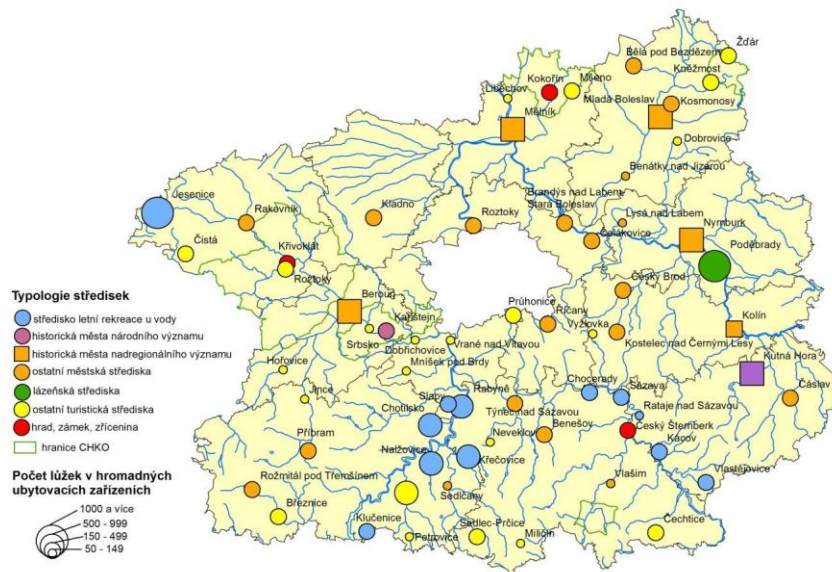 Žďár
Bělá pod Bezdězem
Kněžmost
Kokořín
Mšeno
Liběchov
Mladá Boleslav
Kosmonosy
Mělník
Dobrovice
Benátky nad Jizerou
Jesenice
Rakovník
Kladno
Roztoky
Brandýs nad Labem
Stará Boleslav
Lysá nad Labem
Nymburk
Čelákovice
Čistá
Křivoklát
Roztoky
Poděbrady
Český Brod
Beroun
Průhonice
Říčany
Kolín
Karlštejn
Vyžlovka
Srbsko
Dobřichovice
Vrané nad Vltavou
Kostelec nad Černými Lesy
Mníšek pod Brdy
Hořovice
Kutná Hora
Jince
Slapy
Rabyně
Chocerady
Sázava
Čáslav
Chotilsko
Týnec nad Sázavou
Rataje nad Sázavou
Benešov
Český Šternberk
Neveklov
Příbram
Nalžovice
Křečovice
Kácov
Rožmitál pod Třemšínem
Vlašim
Vlastějovice
Sedlčany
Březnice
Klučenice
Petrovice
Sedlec-Prčice
Miličín
Čechtice
Typologie středisek
středisko letní rekreace u vody
historická města národního významu
historická města nadregionálního významu
ostatní městská střediska
lázeňská střediska
ostatní turistická střediska
hrad, zámek, zřícenina
hranice CHKO
Počet lůžek v hromadných
ubytovacích zařízeních
1000 a více
500 - 999
150 - 499
50 - 149